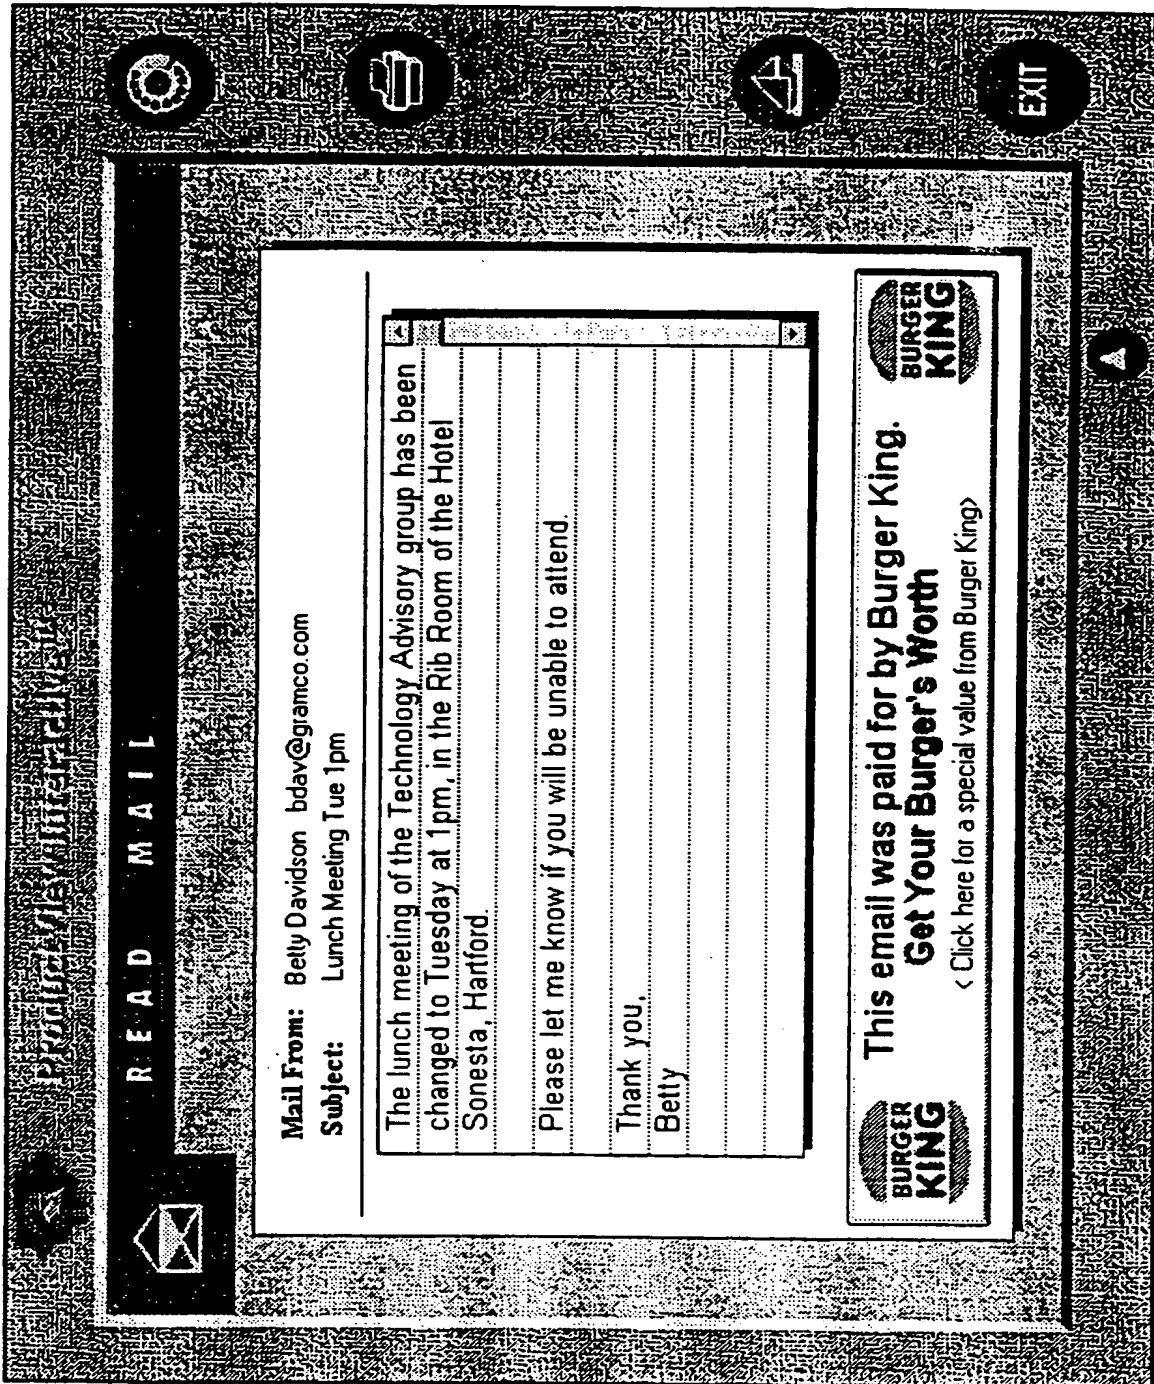 ProductView Interactive
READ MAIL
Mail From: Betty Davidson bdav@gramco.com
Subject: Lunch Meeting Tue 1pm
The lunch meeting of the Technology Advisory group has been
changed to Tuesday at 1pm, in the Rib Room of the Hotel
Sonesta, Hartford.
Please let me know if you will be unable to attend.
Thank you,
Betty
BURGER
KING
This email was paid for by Burger King.
Get Your Burger's Worth
< Click here for a special value from Burger King>
BURGER
KING
EXIT